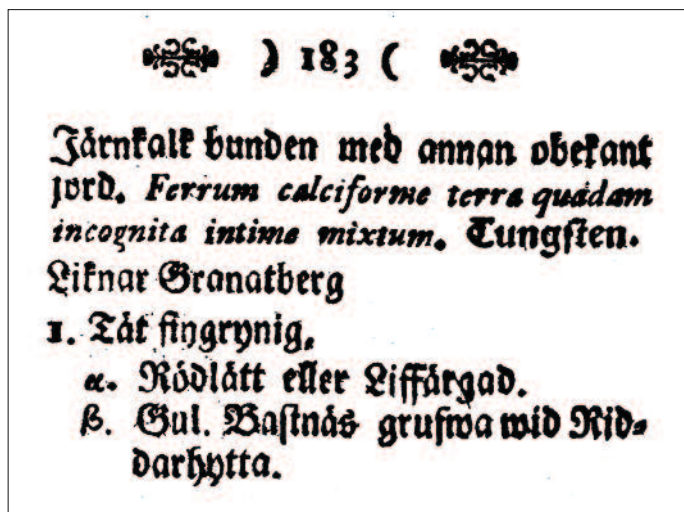 ) 183 (
Järnkalk bunden med annan obekant
jord. Ferrum calciforme terra quadam
incognita intime mixtum. Tungsten.
Liknar Granatberg
1. Tät fingrynig,
α. Rödlätt eller Liffärgad.
β. Gul. Bastnäs grufwa wid Rid-
darhytta.